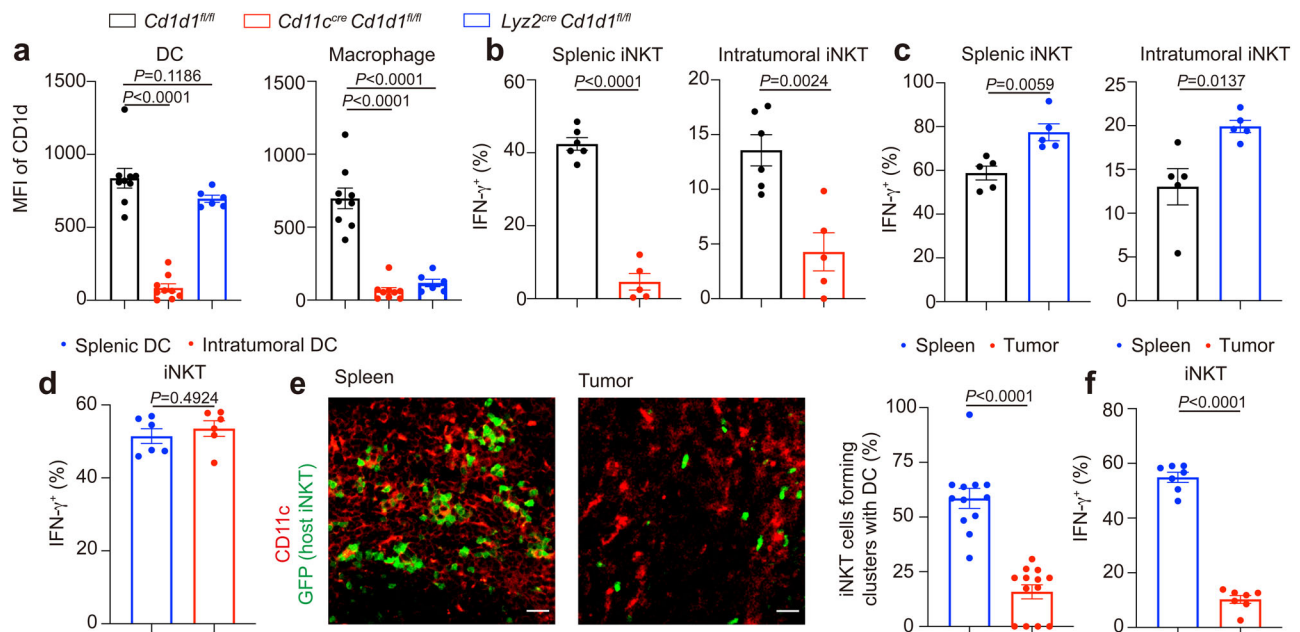 Cd1d1fl/fl Cd11ccre Cd1d1fl/fl Lyz2cre Cd1d1fl/fl
a
DC
Macrophage
MFI of CD1d
1500
1000
500
0
P=0.1186
P<0.0001
1500
1000
500
0
P<0.0001
P<0.0001
b
Splenic iNKT
Intratumoral iNKT
IFN-γ+ (%)
60
40
20
0
P<0.0001
20
15
10
5
0
P=0.0024
c
Splenic iNKT
Intratumoral iNKT
IFN-γ+ (%)
100
80
60
40
20
0
P=0.0059
25
20
15
10
5
0
P=0.0137
Splenic DC Intratumoral DC
d
iNKT
IFN-γ+ (%)
60
40
20
0
P=0.4924
e
Spleen
Tumor
CD11c
GFP (host iNKT)
Spleen Tumor
iNKT cells forming
clusters with DC (%)
100
75
50
25
0
P<0.0001
Spleen Tumor
f
iNKT
IFN-γ+ (%)
80
60
40
20
0
P<0.0001